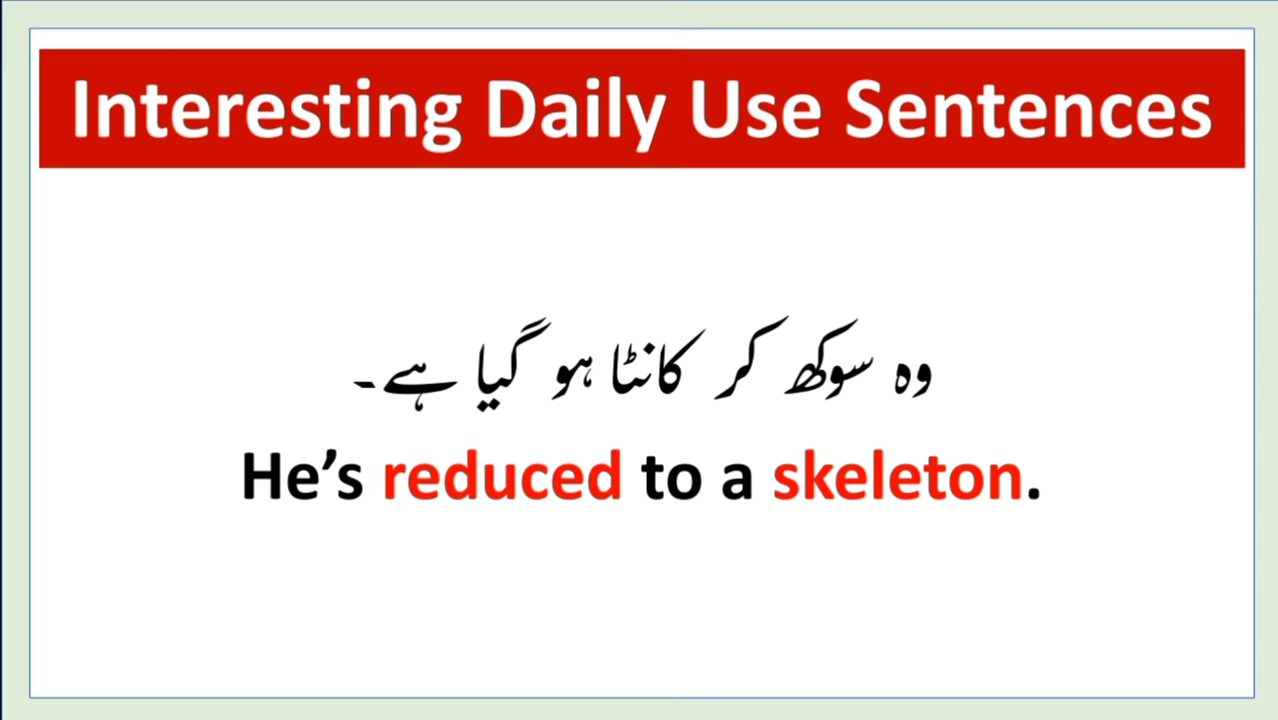 Interesting Daily Use Sentences
وہ سوکھ کر کانٹا ہو گیا ہے۔
He’s reduced to a skeleton.